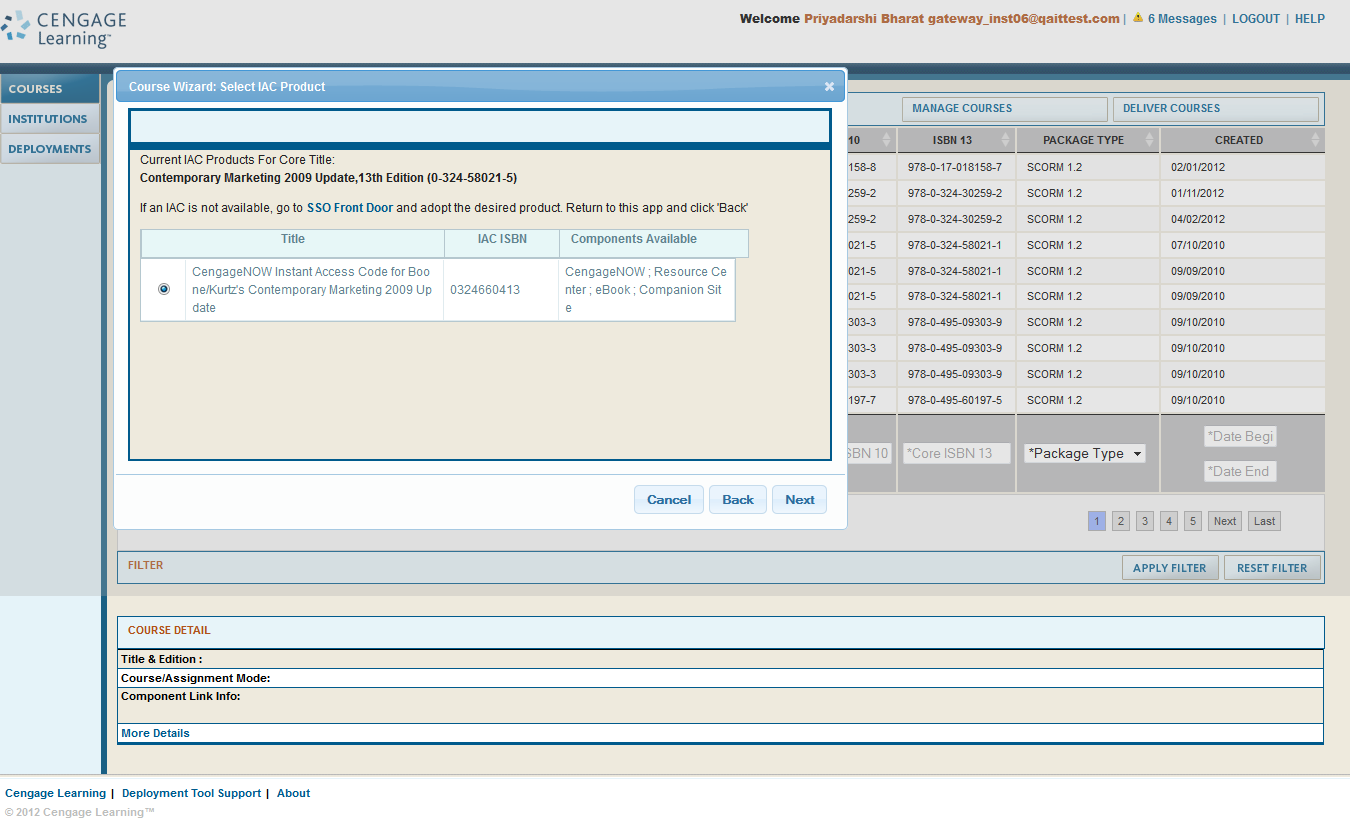 CENGAGE
Learning™
Welcome Priyadarshi Bharat gateway_inst06@qaittest.com | 6 Messages | LOGOUT | HELP
COURSES
INSTITUTIONS
DEPLOYMENTS
Course Wizard: Select IAC Product
Current IAC Products For Core Title:
Contemporary Marketing 2009 Update,13th Edition (0-324-58021-5)
If an IAC is not available, go to SSO Front Door and adopt the desired product. Return to this app and click 'Back'
Title IAC ISBN Components Available
CengageNOW Instant Access Code for Boo
ne/Kurtz's Contemporary Marketing 2009 Up
date
0324660413
CengageNOW ; Resource Ce
nter ; eBook ; Companion Sit
e
Cancel Back Next
MANAGE COURSES DELIVER COURSES
10 ISBN 13 PACKAGE TYPE CREATED
158-8 978-0-17-018158-7 SCORM 1.2 02/01/2012
259-2 978-0-324-30259-2 SCORM 1.2 01/11/2012
259-2 978-0-324-30259-2 SCORM 1.2 04/02/2012
021-5 978-0-324-58021-1 SCORM 1.2 07/10/2010
021-5 978-0-324-58021-1 SCORM 1.2 09/09/2010
021-5 978-0-324-58021-1 SCORM 1.2 09/09/2010
303-3 978-0-495-09303-9 SCORM 1.2 09/10/2010
303-3 978-0-495-09303-9 SCORM 1.2 09/10/2010
303-3 978-0-495-09303-9 SCORM 1.2 09/10/2010
197-7 978-0-495-60197-5 SCORM 1.2 09/10/2010
SBN 10 *Core ISBN 13 *Package Type *Date Begi
*Date End
1 2 3 4 5 Next Last
FILTER APPLY FILTER RESET FILTER
COURSE DETAIL
Title & Edition :
Course/Assignment Mode:
Component Link Info:
More Details
Cengage Learning | Deployment Tool Support | About
© 2012 Cengage Learning™